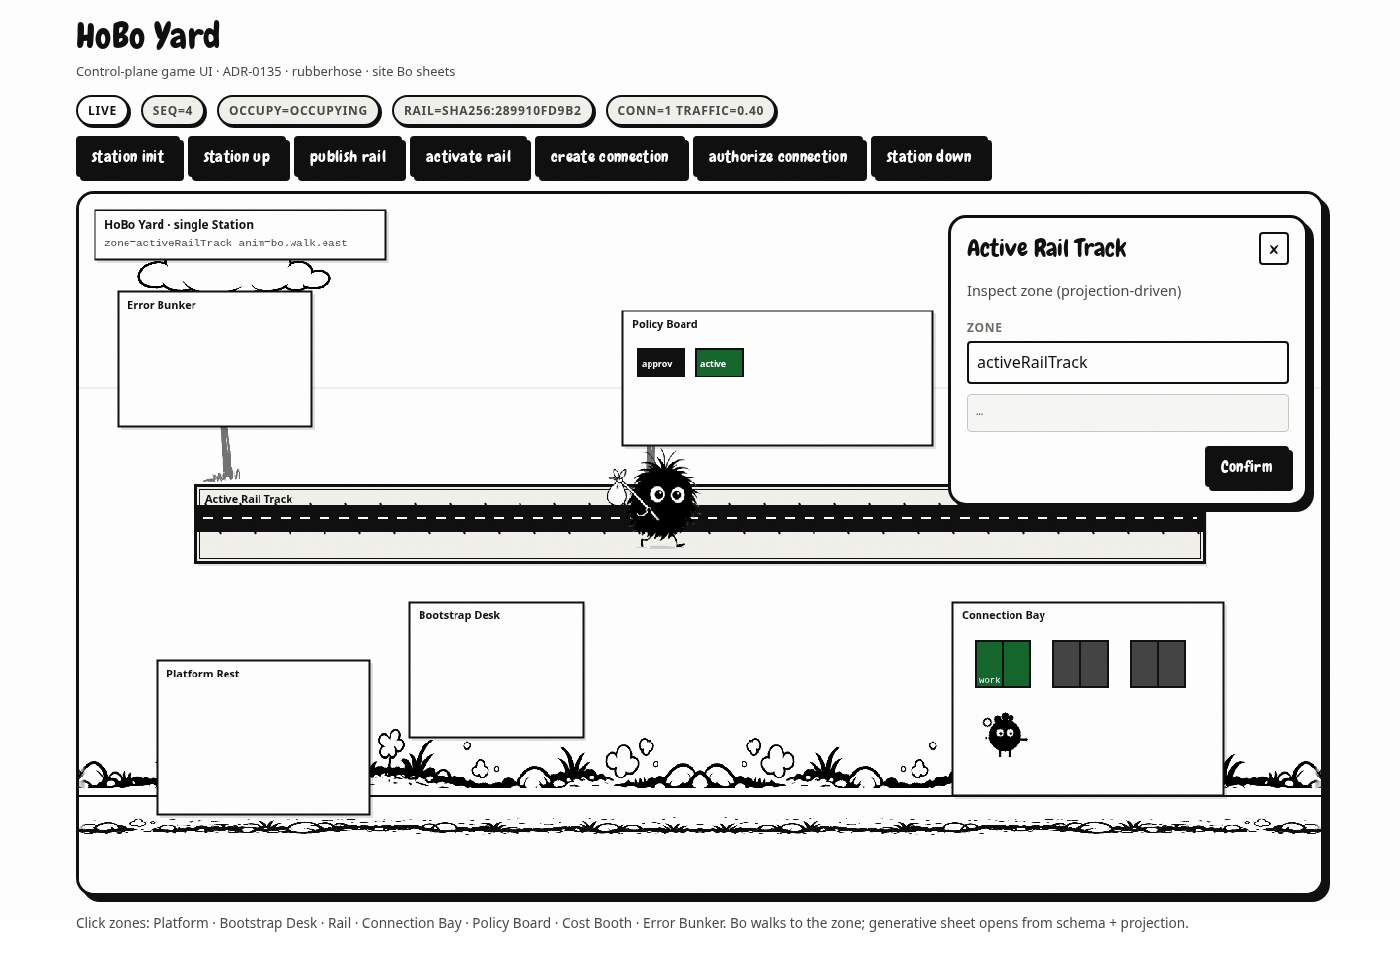 HoBo Yard
Control-plane game UI · ADR-0135 · rubberhose · site Bo sheets
LIVE
SEQ=4
OCCUPY=OCCUPYING
RAIL=SHA256:289910FD9B2
CONN=1 TRAFFIC=0.40
station init
station up
publish rail
activate rail
create connection
authorize connection
station down
HoBo Yard · single Station
zone=activeRailTrack anim=bo.walk.east
Error Bunker
Policy Board
approv
active
Active Rail Track
x
Inspect zone (projection-driven)
ZONE
activeRailTrack
…
Confirm
Active Rail Track
Bootstrap Desk
Connection Bay
work
Platform Rest
Click zones: Platform · Bootstrap Desk · Rail · Connection Bay · Policy Board · Cost Booth · Error Bunker. Bo walks to the zone; generative sheet opens from schema + projection.